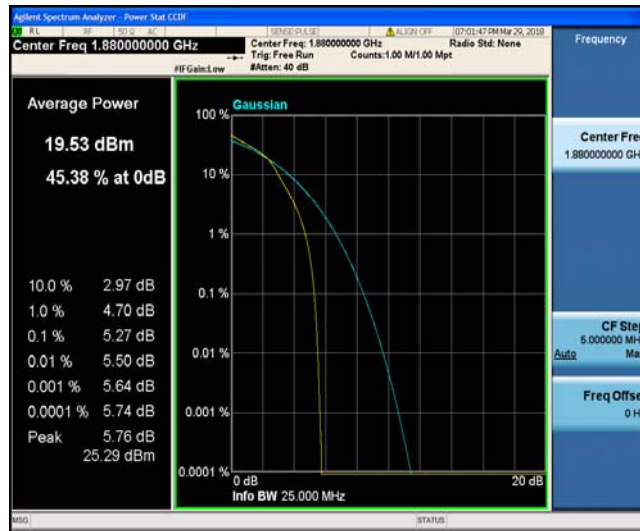 Agilent Spectrum Analyzer - Power Stat CCDF
RL RF 50 Ω AC SENSE:PULSE ALIGN OFF 07:01:47 PM Mar 29, 2018
Center Freq 1.880000000 GHz
Center Freq: 1.880000000 GHz Radio Std: None
Trig: Free Run Counts:1.00 M/1.00 Mpt
#IFGain:Low #Atten: 40 dB
Frequency
Average Power
19.53 dBm
45.38 % at 0dB
10.0 % 2.97 dB
1.0 % 4.70 dB
0.1 % 5.27 dB
0.01 % 5.50 dB
0.001 % 5.64 dB
0.0001 % 5.74 dB
Peak 5.76 dB
25.29 dBm
Gaussian
100 %
10 %
1 %
0.1 %
0.01 %
0.001 %
0.0001 %
0 dB 20 dB
Info BW 25.000 MHz
Center Fre
1.880000000 GH
CF Step
5.000000 MH
Auto Ma
Freq Offse
0 H
MSG STATUS